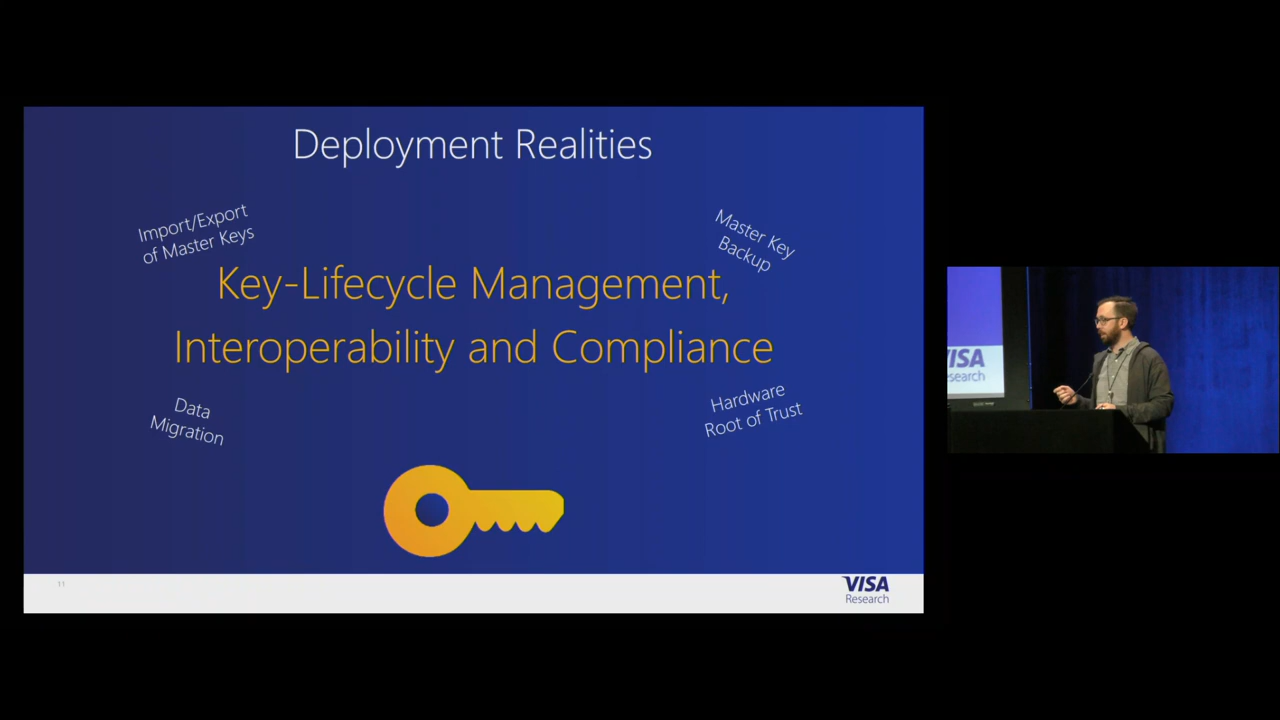 Deployment Realities
Import/Export
of Master Keys
Master Key
Backup
Key-Lifecycle Management,
Interoperability and Compliance
Data
Migration
Hardware
Root of Trust
11
VISA
Research
VISA
Research